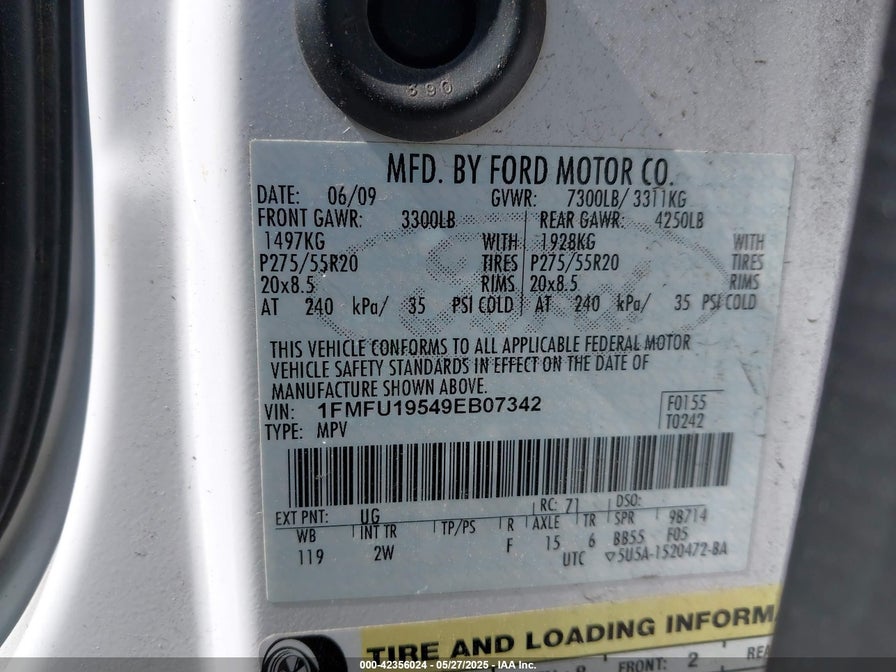 390
MFD. BY FORD MOTOR CO.
DATE: 06/09 GVWR: 7300LB/ 3311KG
FRONT GAWR: 3300LB REAR GAWR: 4250LB
1497KG WITH 1928KG WITH
P275/55R20 TIRES P275/55R20 TIRES
20x8.5 RIMS 20x8.5 RIMS
AT 240 kPa/ 35 PSI COLD AT 240 kPa/ 35 PSI COLD
Ford
THIS VEHICLE CONFORMS TO ALL APPLICABLE FEDERAL MOTOR
VEHICLE SAFETY STANDARDS IN EFFECT ON THE DATE OF
MANUFACTURE SHOWN ABOVE.
VIN: 1FMFU19549EB07342 F0155
TYPE: MPV T0242
EXT PNT: UG RC: 71 DSO:
WB INT TR TP/PS R AXLE TR SPR 98714
119 2W F 15 6 BB55 F05
UTC ▽5U5A-1520472-BA
TIRE AND LOADING INFORMA
FRONT: 2 REA
000-42356024 - 05/27/2025 - IAA Inc.